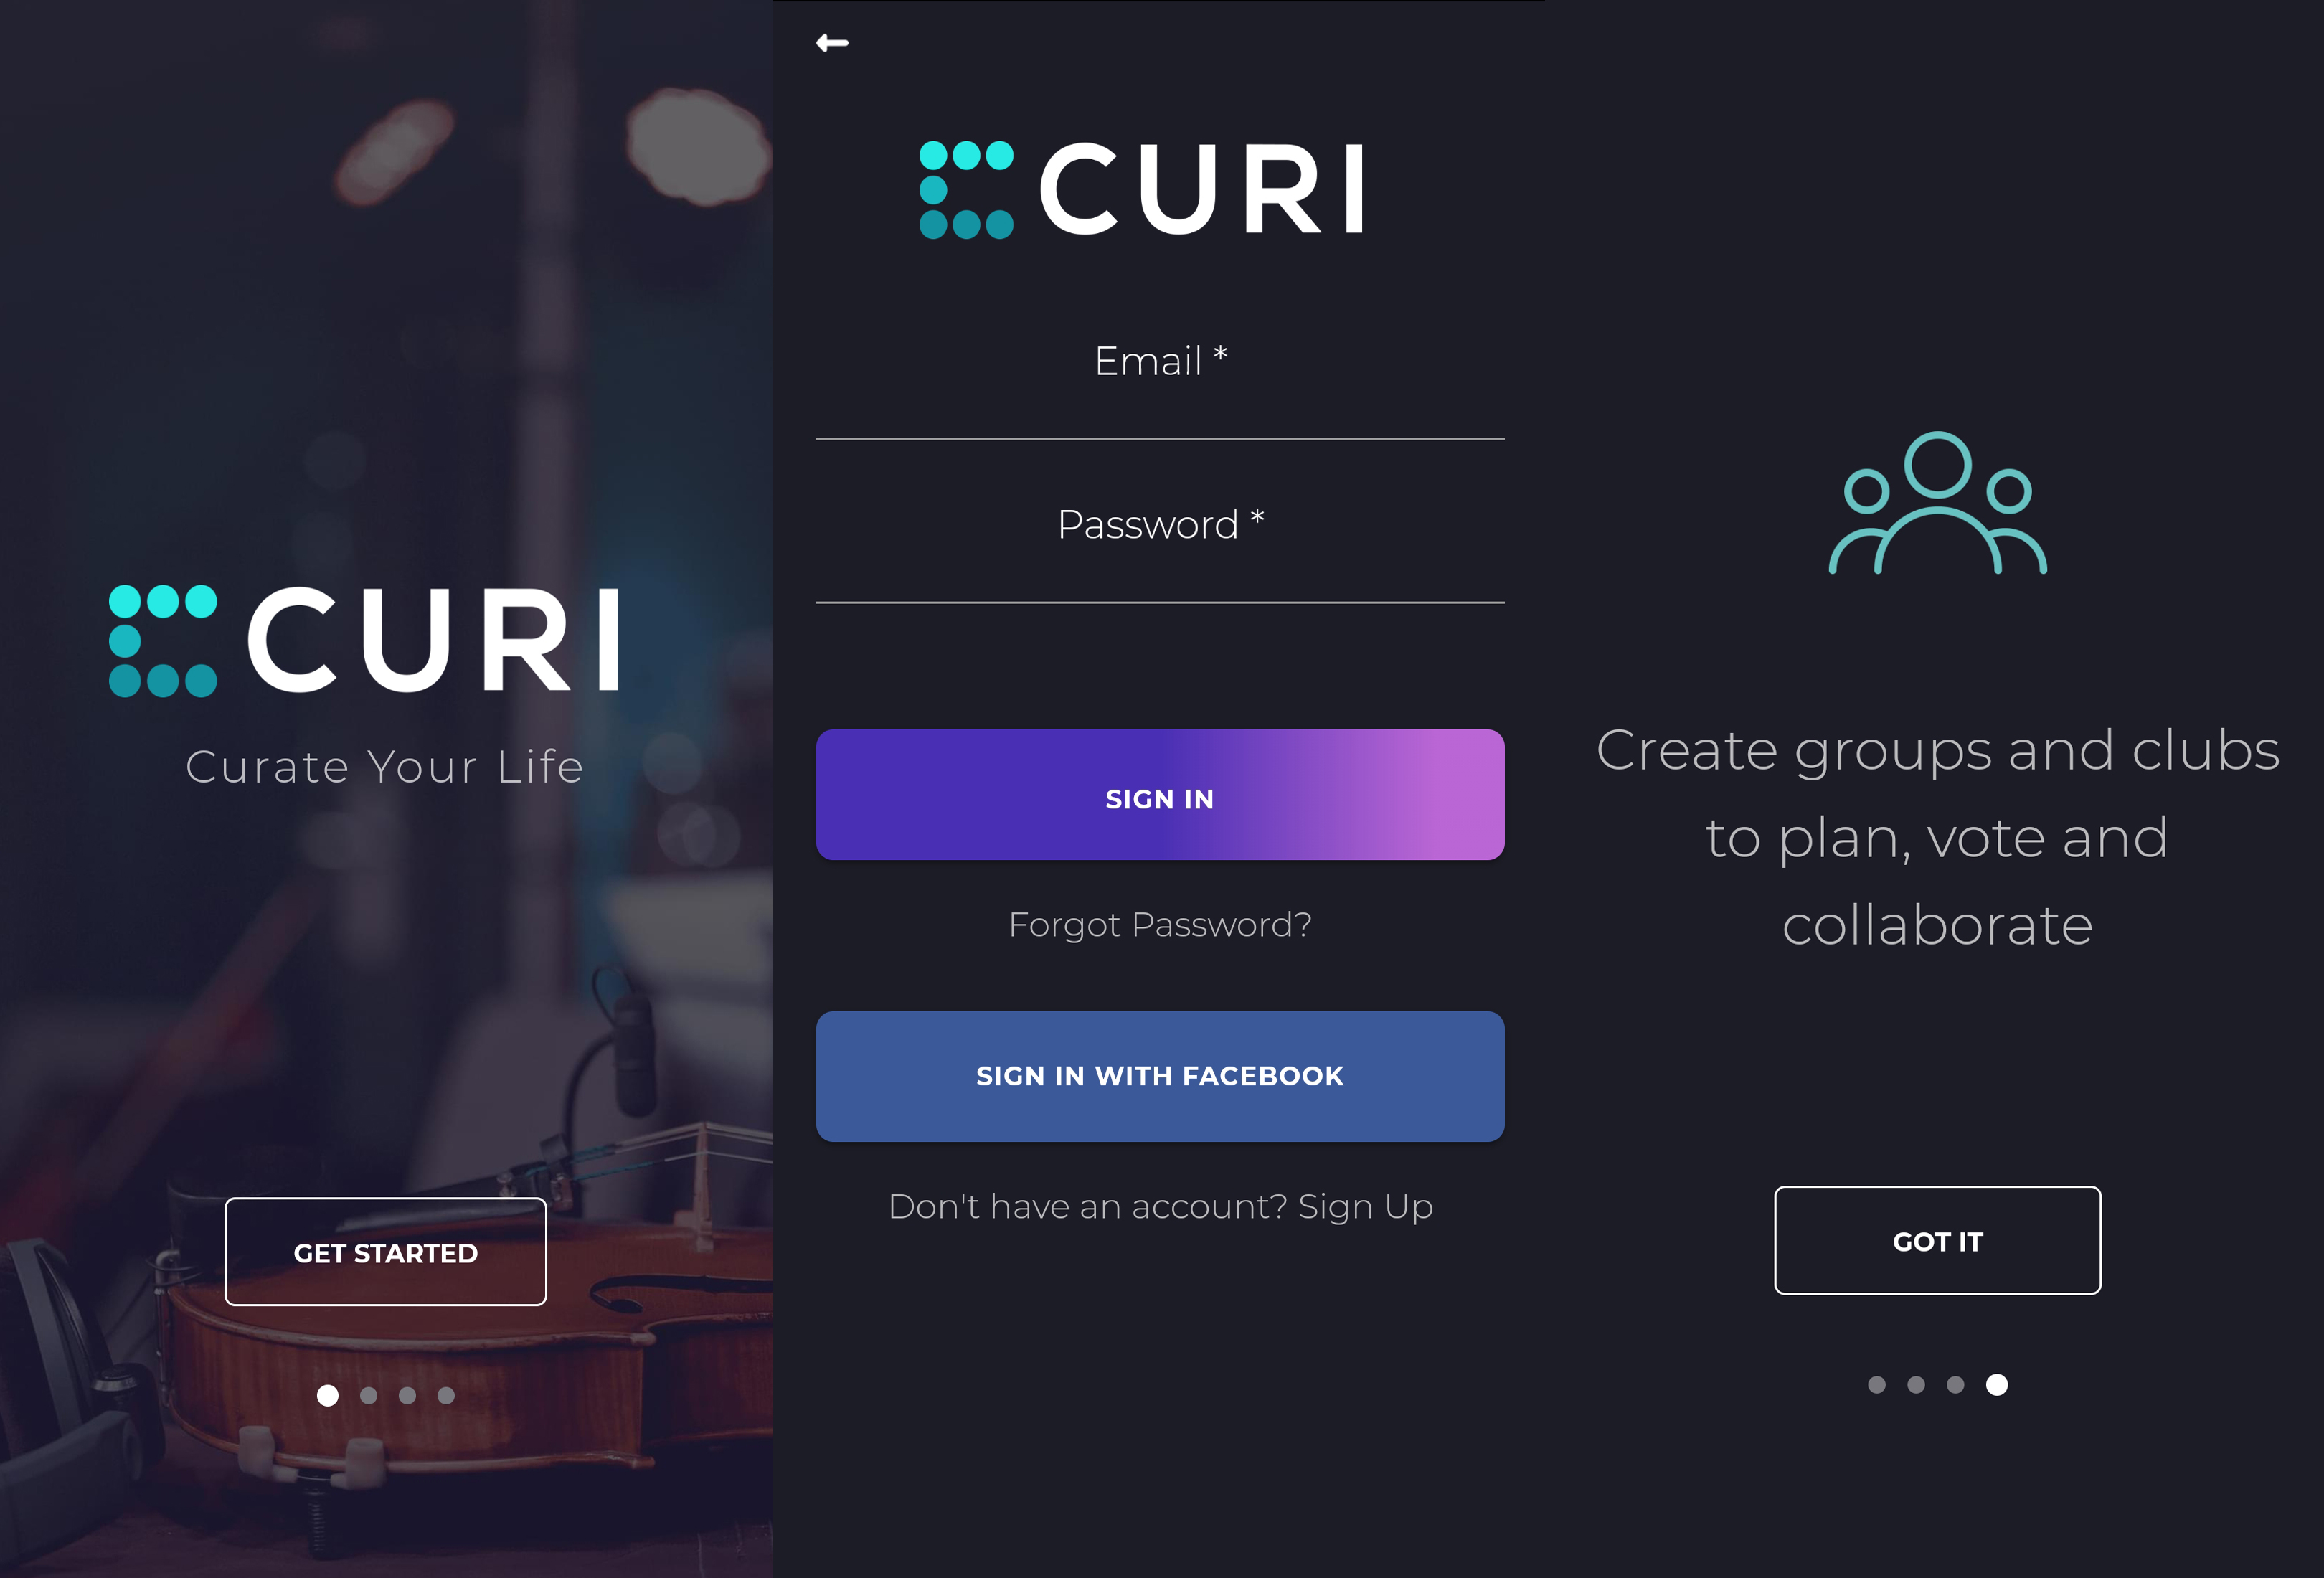 CURI
Curate Your Life
GET STARTED
CURI
Email *
Password *
SIGN IN
Forgot Password?
SIGN IN WITH FACEBOOK
Don't have an account? Sign Up
Create groups and clubs
to plan, vote and
collaborate
GOT IT